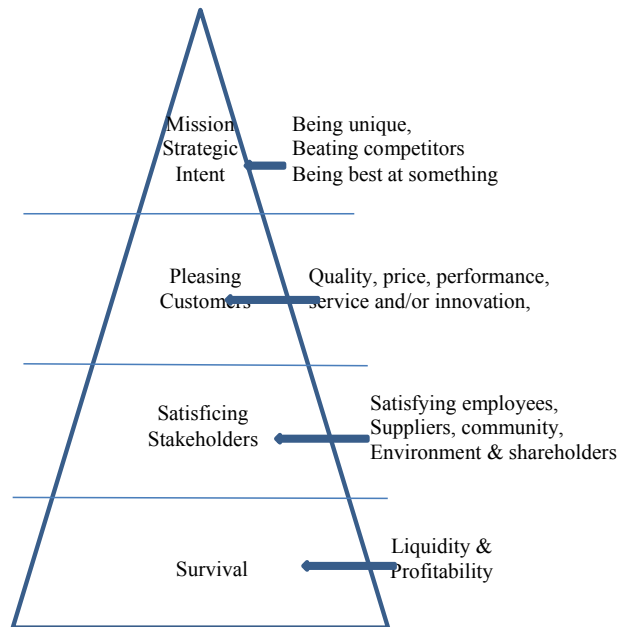 Mission
Strategic
Intent
Being unique,
Beating competitors
Being best at something
Pleasing
Customers
Quality, price, performance,
service and/or innovation,
Satisficing
Stakeholders
Satisfying employees,
Suppliers, community,
Environment & shareholders
Survival
Liquidity &
Profitability